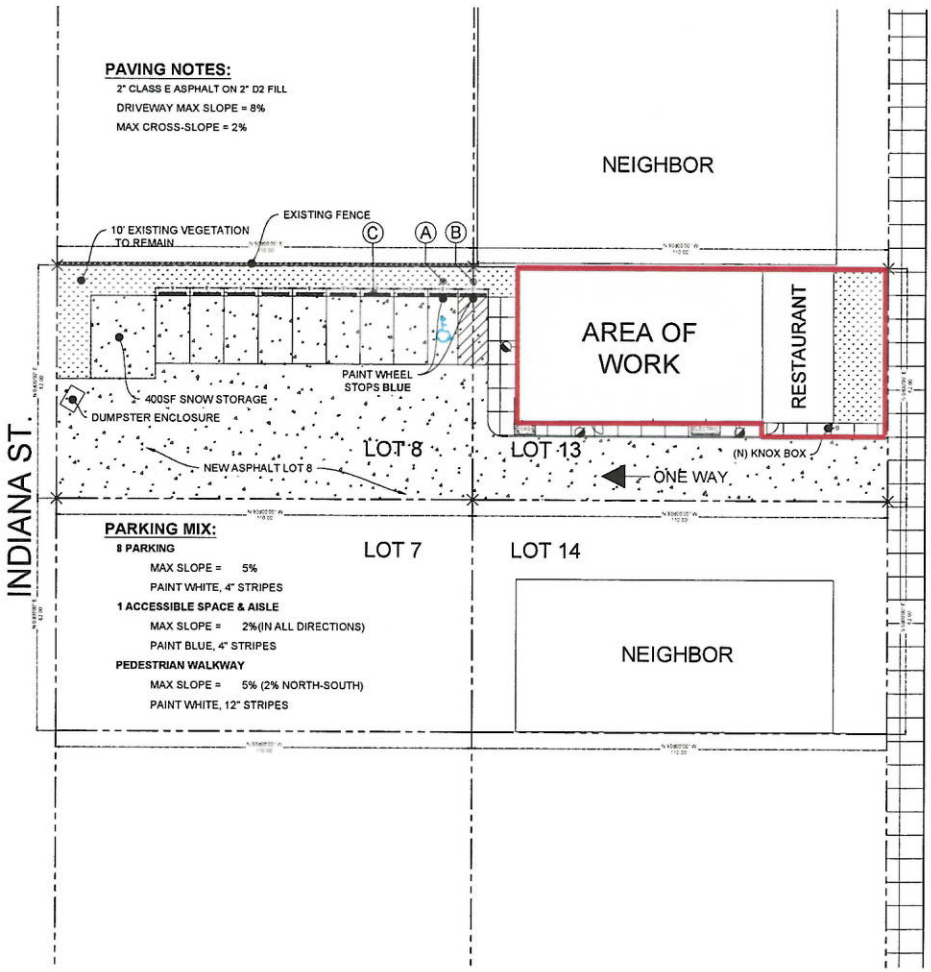 PAVING NOTES:
2" CLASS E ASPHALT ON 2" D2 FILL
DRIVEWAY MAX SLOPE = 8%
MAX CROSS-SLOPE = 2%
NEIGHBOR
EXISTING FENCE
10' EXISTING VEGETATION
TO REMAIN
C
A
B
AREA OF
WORK
RESTAURANT
PAINT WHEEL
STOPS BLUE
400SF SNOW STORAGE
DUMPSTER ENCLOSURE
LOT 8
LOT 13
(N) KNOX BOX
NEW ASPHALT LOT 8
ONE WAY
INDIANA ST.
PARKING MIX:
8 PARKING
MAX SLOPE = 5%
PAINT WHITE, 4" STRIPES
1 ACCESSIBLE SPACE & AISLE
MAX SLOPE = 2%(IN ALL DIRECTIONS)
PAINT BLUE, 4" STRIPES
PEDESTRIAN WALKWAY
MAX SLOPE = 5% (2% NORTH-SOUTH)
PAINT WHITE, 12" STRIPES
LOT 7
LOT 14
NEIGHBOR